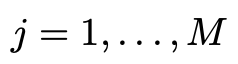 j = 1, . . . , M